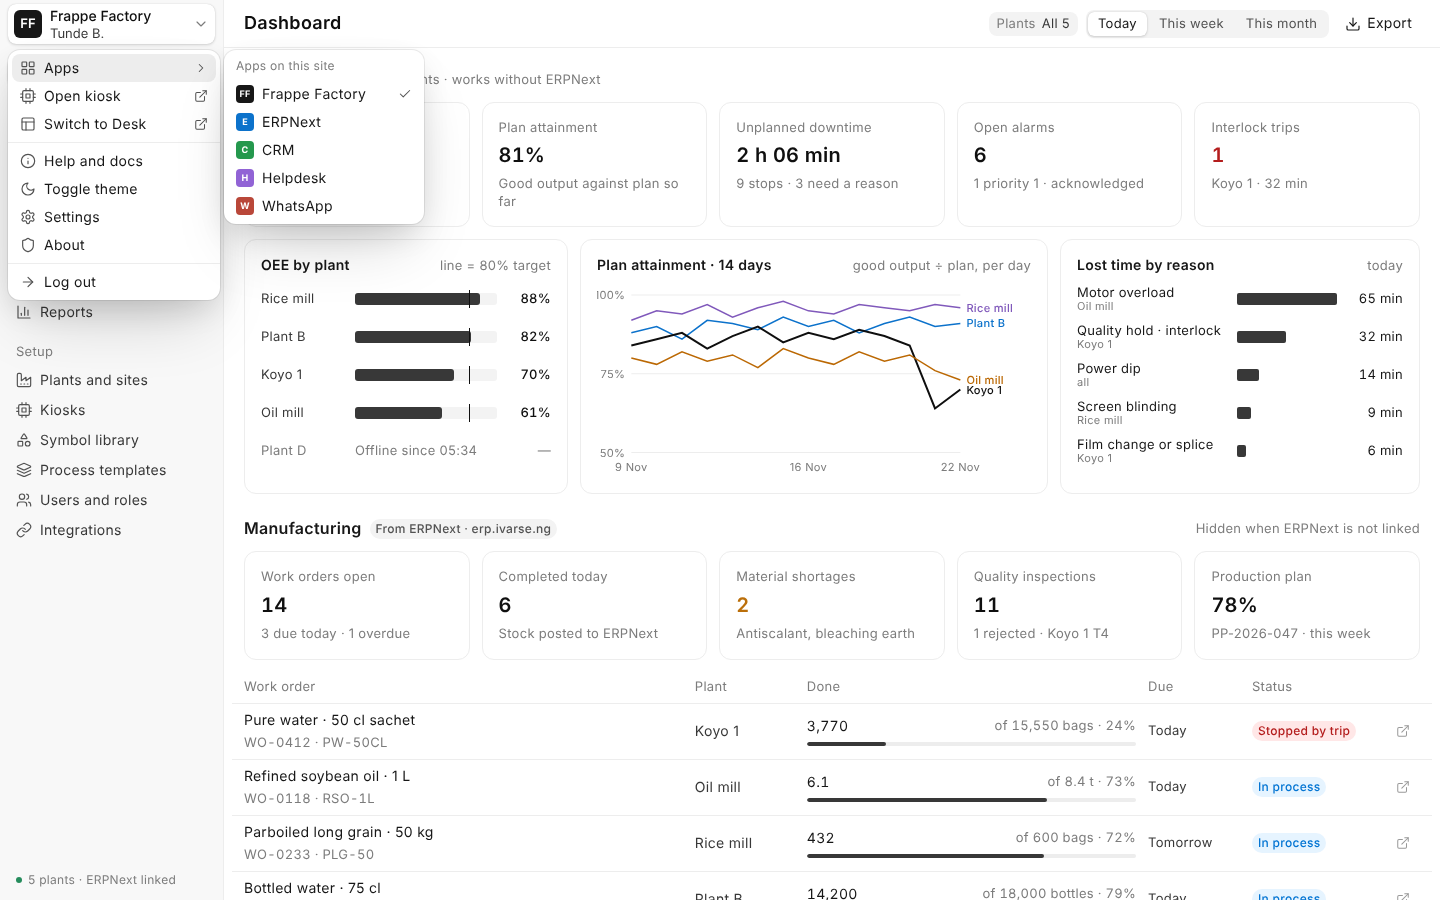 FF
Frappe Factory
Tunde B.
Dashboard
Plants All 5
Today
This week
This month
Export
Apps
Open kiosk
Switch to Desk
Help and docs
Toggle theme
Settings
About
Log out
Apps on this site
FF Frappe Factory
E ERPNext
C CRM
H Helpdesk
W WhatsApp
Reports
Setup
Plants and sites
Kiosks
Symbol library
Process templates
Users and roles
Integrations
5 plants · ERPNext linked
· works without ERPNext
Plan attainment
81%
Good output against plan so
far
Unplanned downtime
2 h 06 min
9 stops · 3 need a reason
Open alarms
6
1 priority 1 · acknowledged
Interlock trips
1
Koyo 1 · 32 min
OEE by plant
line = 80% target
Rice mill 88%
Plant B 82%
Koyo 1 70%
Oil mill 61%
Plant D Offline since 05:34 —
Plan attainment · 14 days
good output ÷ plan, per day
100%
75%
50%
9 Nov
16 Nov
22 Nov
Rice mill
Plant B
Oil mill
Koyo 1
Lost time by reason
today
Motor overload
Oil mill
65 min
Quality hold · interlock
Koyo 1
32 min
Power dip
all
14 min
Screen blinding
Rice mill
9 min
Film change or splice
Koyo 1
6 min
Manufacturing
From ERPNext · erp.ivarse.ng
Hidden when ERPNext is not linked
Work orders open
14
3 due today · 1 overdue
Completed today
6
Stock posted to ERPNext
Material shortages
2
Antiscalant, bleaching earth
Quality inspections
11
1 rejected · Koyo 1 T4
Production plan
78%
PP-2026-047 · this week
Work order Plant Done Due Status
Pure water · 50 cl sachet
WO-0412 · PW-50CL
Koyo 1
3,770
of 15,550 bags · 24%
Today
Stopped by trip
Refined soybean oil · 1 L
WO-0118 · RSO-1L
Oil mill
6.1
of 8.4 t · 73%
Today
In process
Parboiled long grain · 50 kg
WO-0233 · PLG-50
Rice mill
432
of 600 bags · 72%
Tomorrow
In process
Bottled water · 75 cl
Plant B
14,200
of 18,000 bottles · 79%
Today
In process